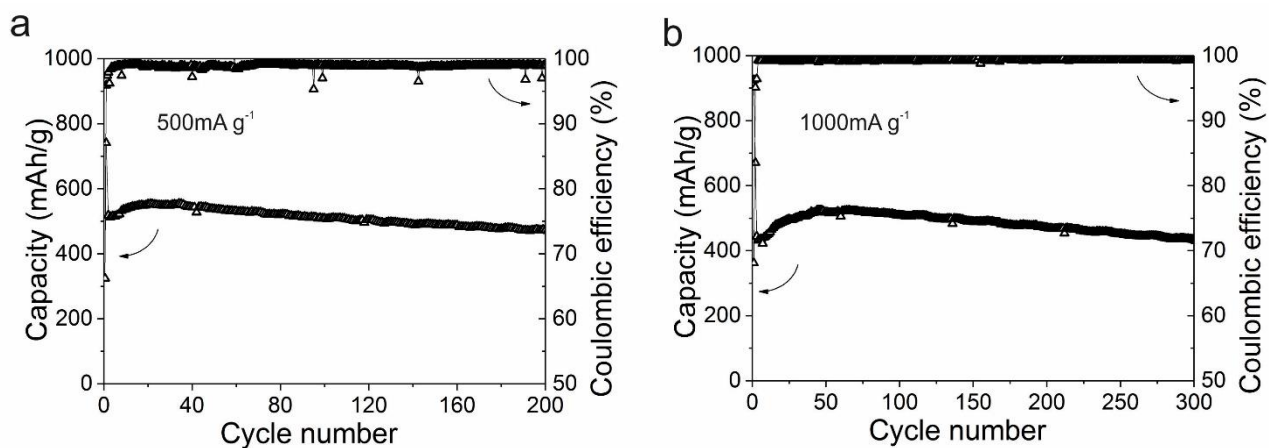 a
1000
800
600
400
200
0
Capacity (mAh/g)
500mA g⁻¹
100
90
80
70
60
50
Coulombic efficiency (%)
0 40 80 120 160 200
Cycle number
b
1000
800
600
400
200
0
Capacity (mAh/g)
1000mA g⁻¹
100
90
80
70
60
50
Coulombic efficiency (%)
0 50 100 150 200 250 300
Cycle number